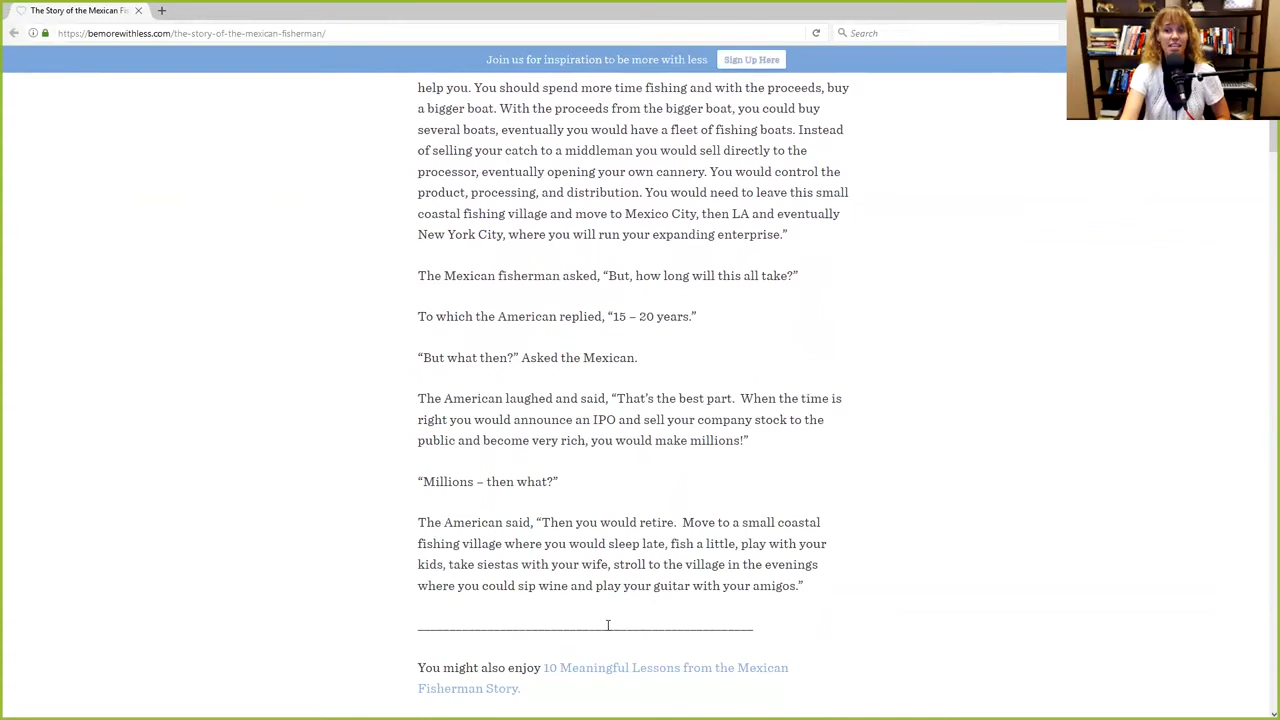 The Story of the Mexican Fis
https://bemorewithless.com/the-story-of-the-mexican-fisherman/
Search
Join us for inspiration to be more with less
Sign Up Here
help you. You should spend more time fishing and with the proceeds, buy
a bigger boat. With the proceeds from the bigger boat, you could buy
several boats, eventually you would have a fleet of fishing boats. Instead
of selling your catch to a middleman you would sell directly to the
processor, eventually opening your own cannery. You would control the
product, processing, and distribution. You would need to leave this small
coastal fishing village and move to Mexico City, then LA and eventually
New York City, where you will run your expanding enterprise.”
The Mexican fisherman asked, “But, how long will this all take?”
To which the American replied, “15 – 20 years.”
“But what then?” Asked the Mexican.
The American laughed and said, “That’s the best part.  When the time is
right you would announce an IPO and sell your company stock to the
public and become very rich, you would make millions!”
“Millions – then what?”
The American said, “Then you would retire.  Move to a small coastal
fishing village where you would sleep late, fish a little, play with your
kids, take siestas with your wife, stroll to the village in the evenings
where you could sip wine and play your guitar with your amigos.”
You might also enjoy 10 Meaningful Lessons from the Mexican
Fisherman Story.